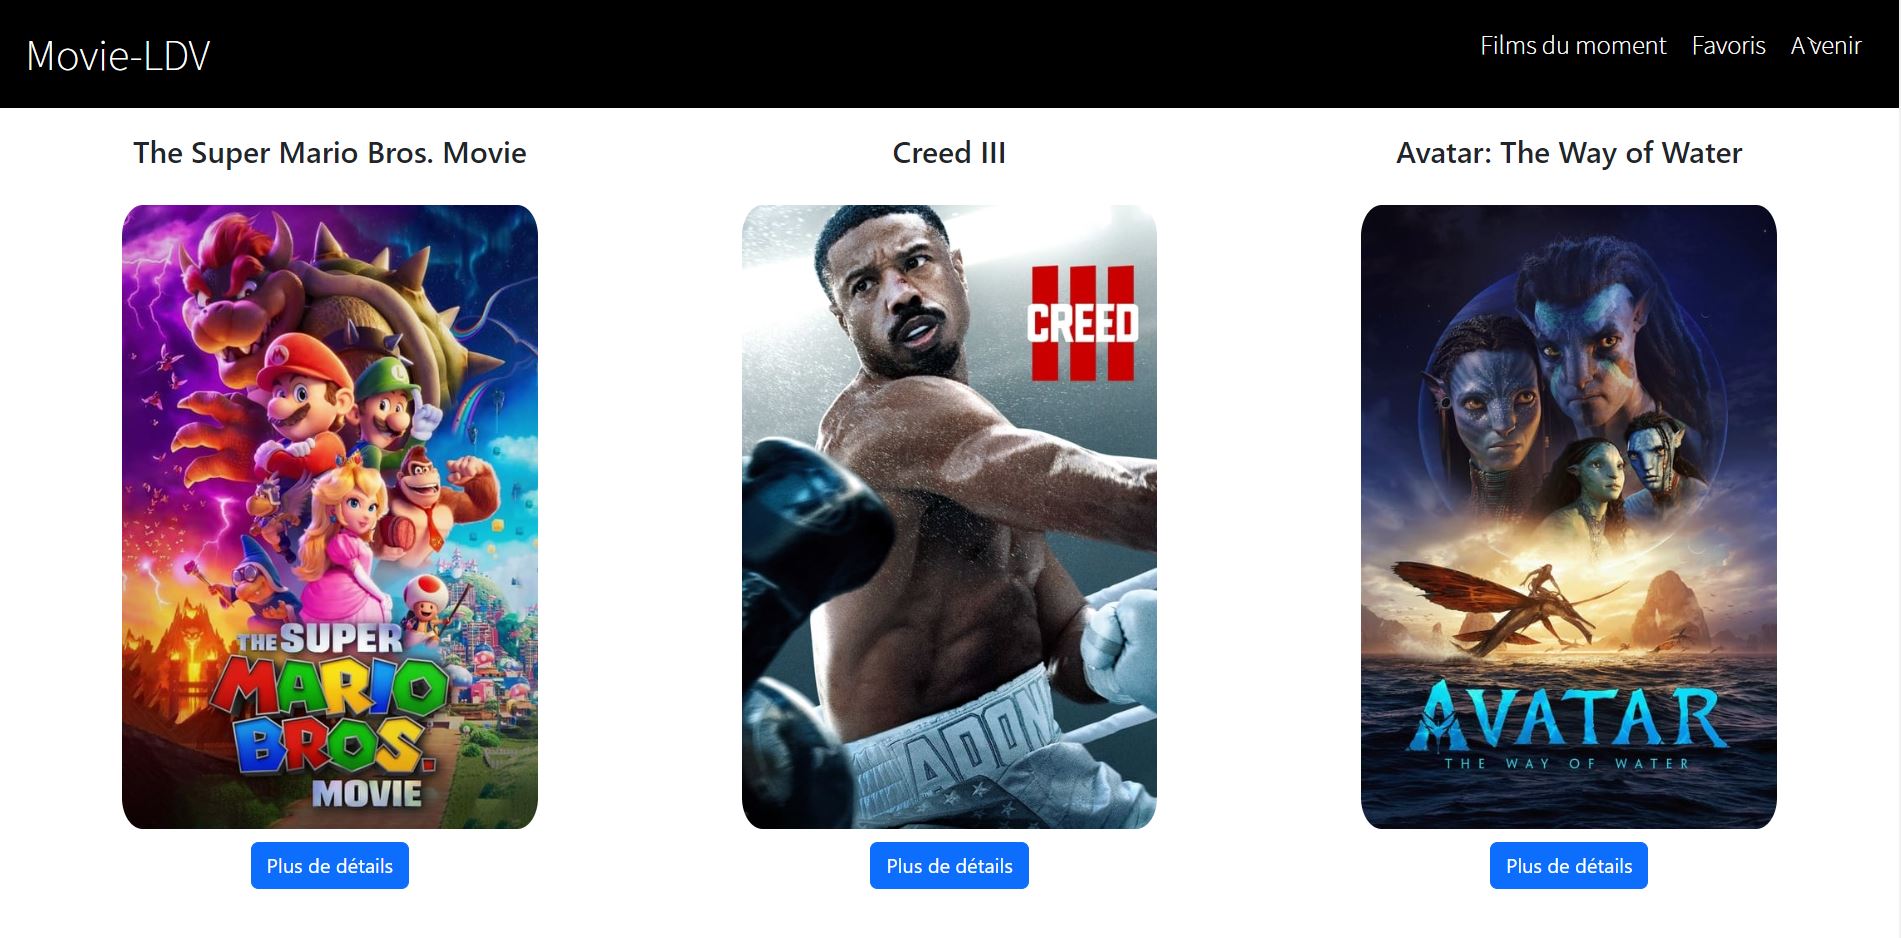 Movie-LDV
Films du moment Favoris A venir
The Super Mario Bros. Movie
Creed III
Avatar: The Way of Water
M
L
THE SUPER
MARIO
BROS.
MOVIE
III
CREED
ADON
AVATAR
THE WAY OF WATER
Plus de détails
Plus de détails
Plus de détails